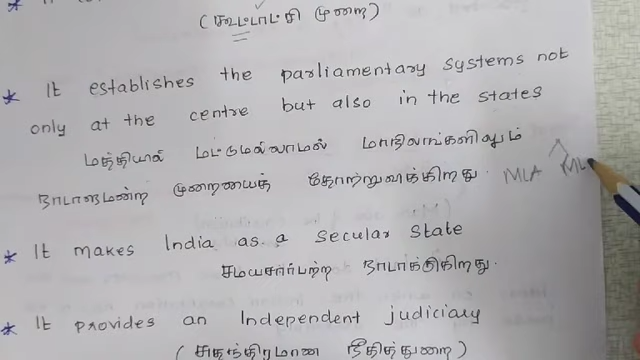 (கூட்டாட்சி முறை)
* It establishes the parliamentary systems not
only at the centre but also in the states
மத்தியில் மட்டுமல்லாமல் மாநிலங்களிலும்
நாடாளுமன்ற முறையைத் தோற்றுவிக்கிறது. MLA
* It makes India as a Secular State
சமயசார்பற்ற நாடாக்குகிறது.
* It provides an Independent judiciary
(சுதந்திரமான நீதித்துறை)